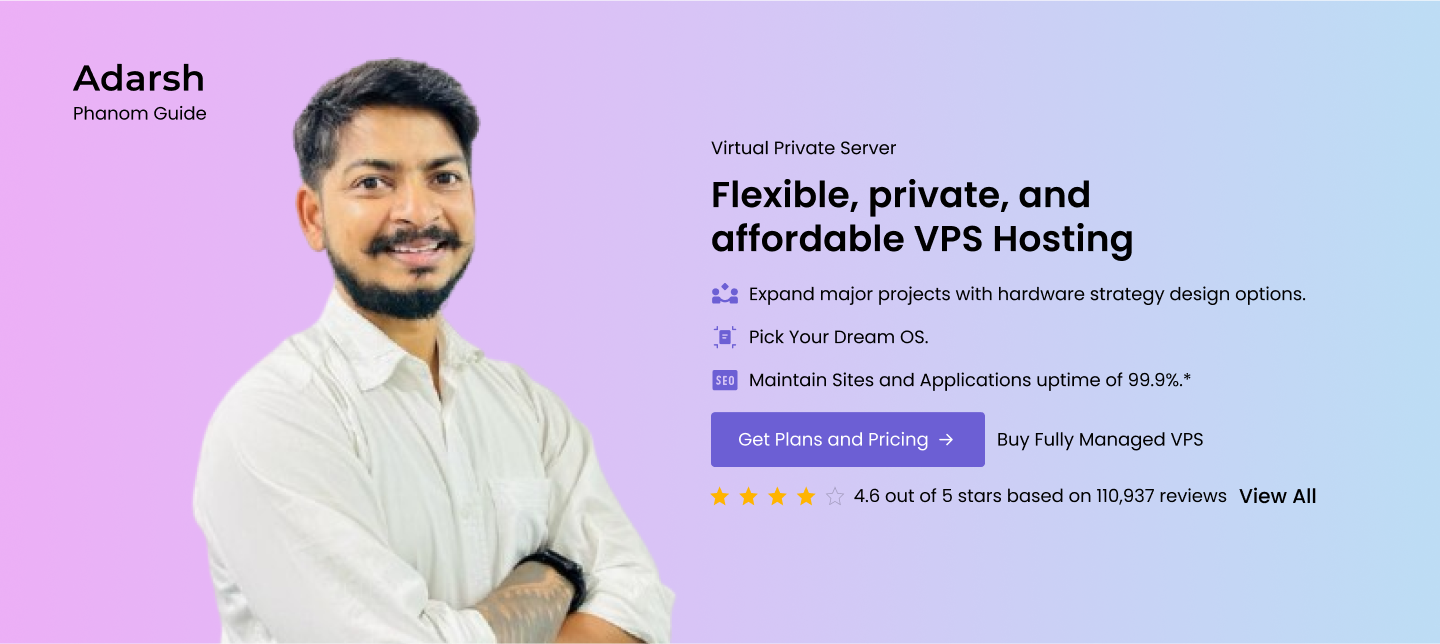 Adarsh
Phanom Guide
Virtual Private Server
Flexible, private, and
affordable VPS Hosting
Expand major projects with hardware strategy design options.
Pick Your Dream OS.
SEO Maintain Sites and Applications uptime of 99.9%.*
Get Plans and Pricing → Buy Fully Managed VPS
4.6 out of 5 stars based on 110,937 reviews View All